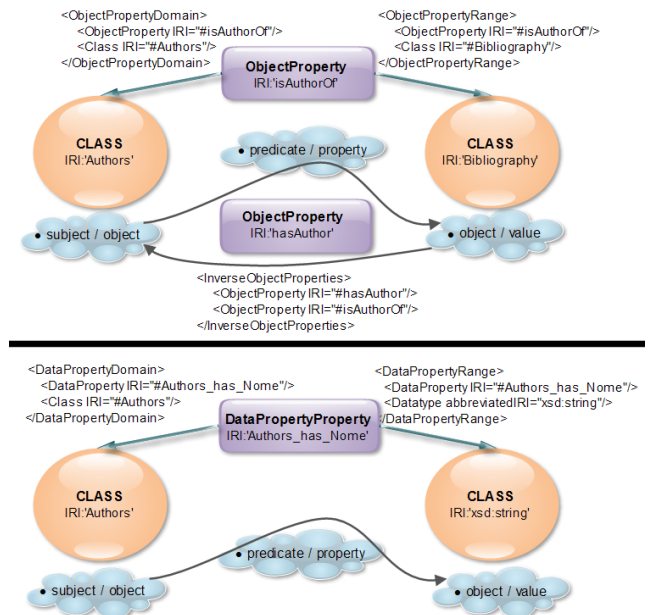 <ObjectPropertyDomain>
<ObjectProperty IRI="#isAuthorOf"/>
<Class IRI="#Authors"/>
</ObjectPropertyDomain>
<ObjectPropertyRange>
<ObjectProperty IRI="#isAuthorOf"/>
<Class IRI="#Bibliography"/>
</ObjectPropertyRange>
ObjectProperty
IRI:'isAuthorOf'
CLASS
IRI:'Authors'
• predicate / property
CLASS
IRI:'Bibliography'
• subject / object
ObjectProperty
IRI:'hasAuthor'
• object / value
<InverseObjectProperties>
<ObjectProperty IRI="#hasAuthor"/>
<ObjectProperty IRI="#isAuthorOf"/>
</InverseObjectProperties>
<DataPropertyDomain>
<DataProperty IRI="#Authors_has_Nome"/>
<Class IRI="#Authors"/>
</DataPropertyDomain>
<DataPropertyRange>
<DataProperty IRI="#Authors_has_Nome"/>
<Datatype abbreviatedIRI="xsd:string"/>
</DataPropertyRange>
DataPropertyProperty
IRI:'Authors_has_Nome'
CLASS
IRI:'Authors'
CLASS
IRI:'xsd:string'
• predicate / property
• subject / object
• object / value